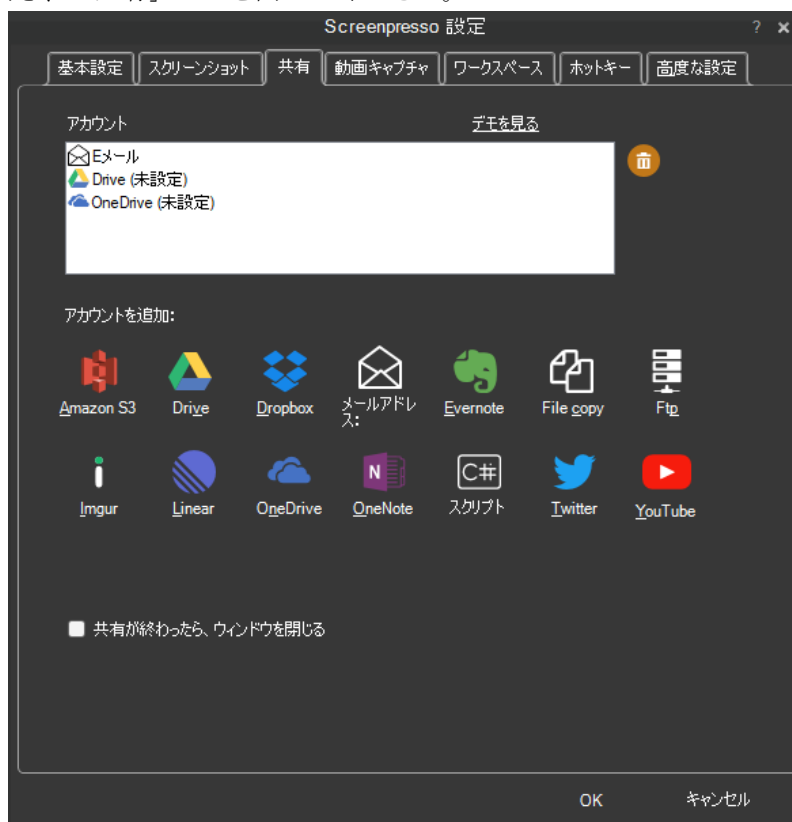 Screenpresso 設定
? ×
基本設定 スクリーンショット 共有 動画キャプチャ ワークスペース ホットキー 高度な設定
アカウント デモを見る
Eメール
Drive (未設定)
OneDrive (未設定)
アカウントを追加:
Amazon S3 Drive Dropbox メールアドレス: Evernote File copy Ftp
N C#
Imgur Linear OneDrive OneNote スクリプト Twitter YouTube
共有が終わったら、ウィンドウを閉じる
OK キャンセル